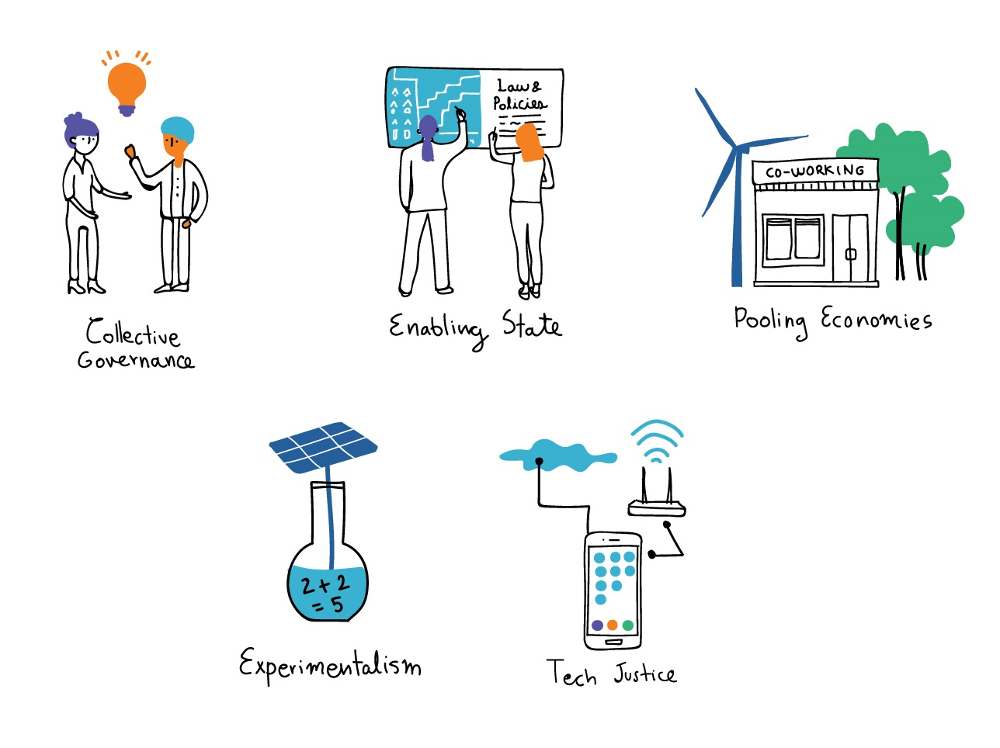 Law &
Policies
CO-WORKING
Collective
Governance
Enabling State
Pooling Economies
2+2
= 5
Experimentalism
Tech Justice